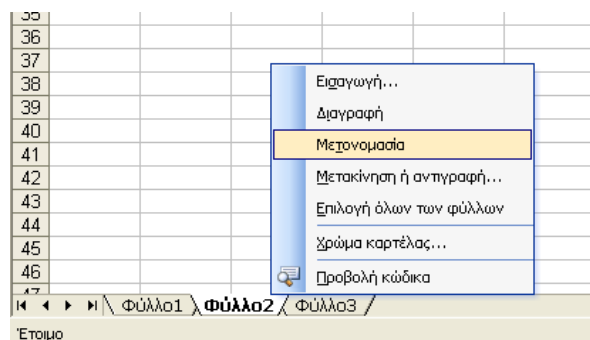 35
36
37
38
39
40
41
42
43
44
45
46
47
Εισαγωγή...
Διαγραφή
Μετονομασία
Μετακίνηση ή αντιγραφή...
Επιλογή όλων των φύλλων
Χρώμα καρτέλας...
Προβολή κώδικα
Φύλλο1 Φύλλο2 Φύλλο3
Έτοιμο